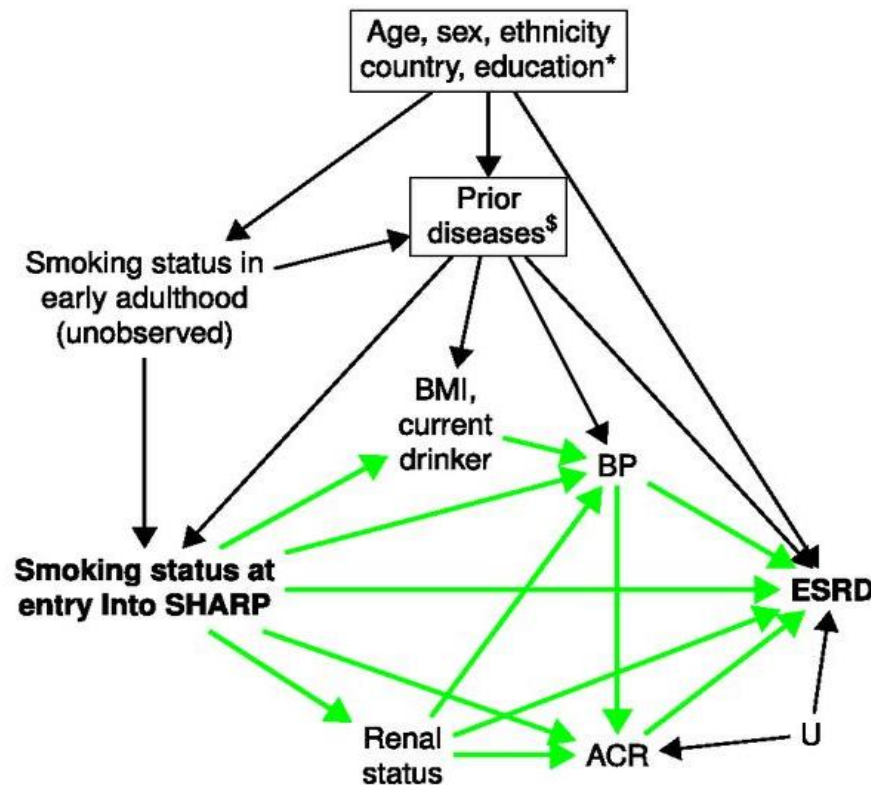 Age, sex, ethnicity
country, education*
Prior
diseases$
Smoking status in
early adulthood
(unobserved)
BMI,
current
drinker
BP
Smoking status at
entry Into SHARP
ESRD
Renal
status
ACR
U